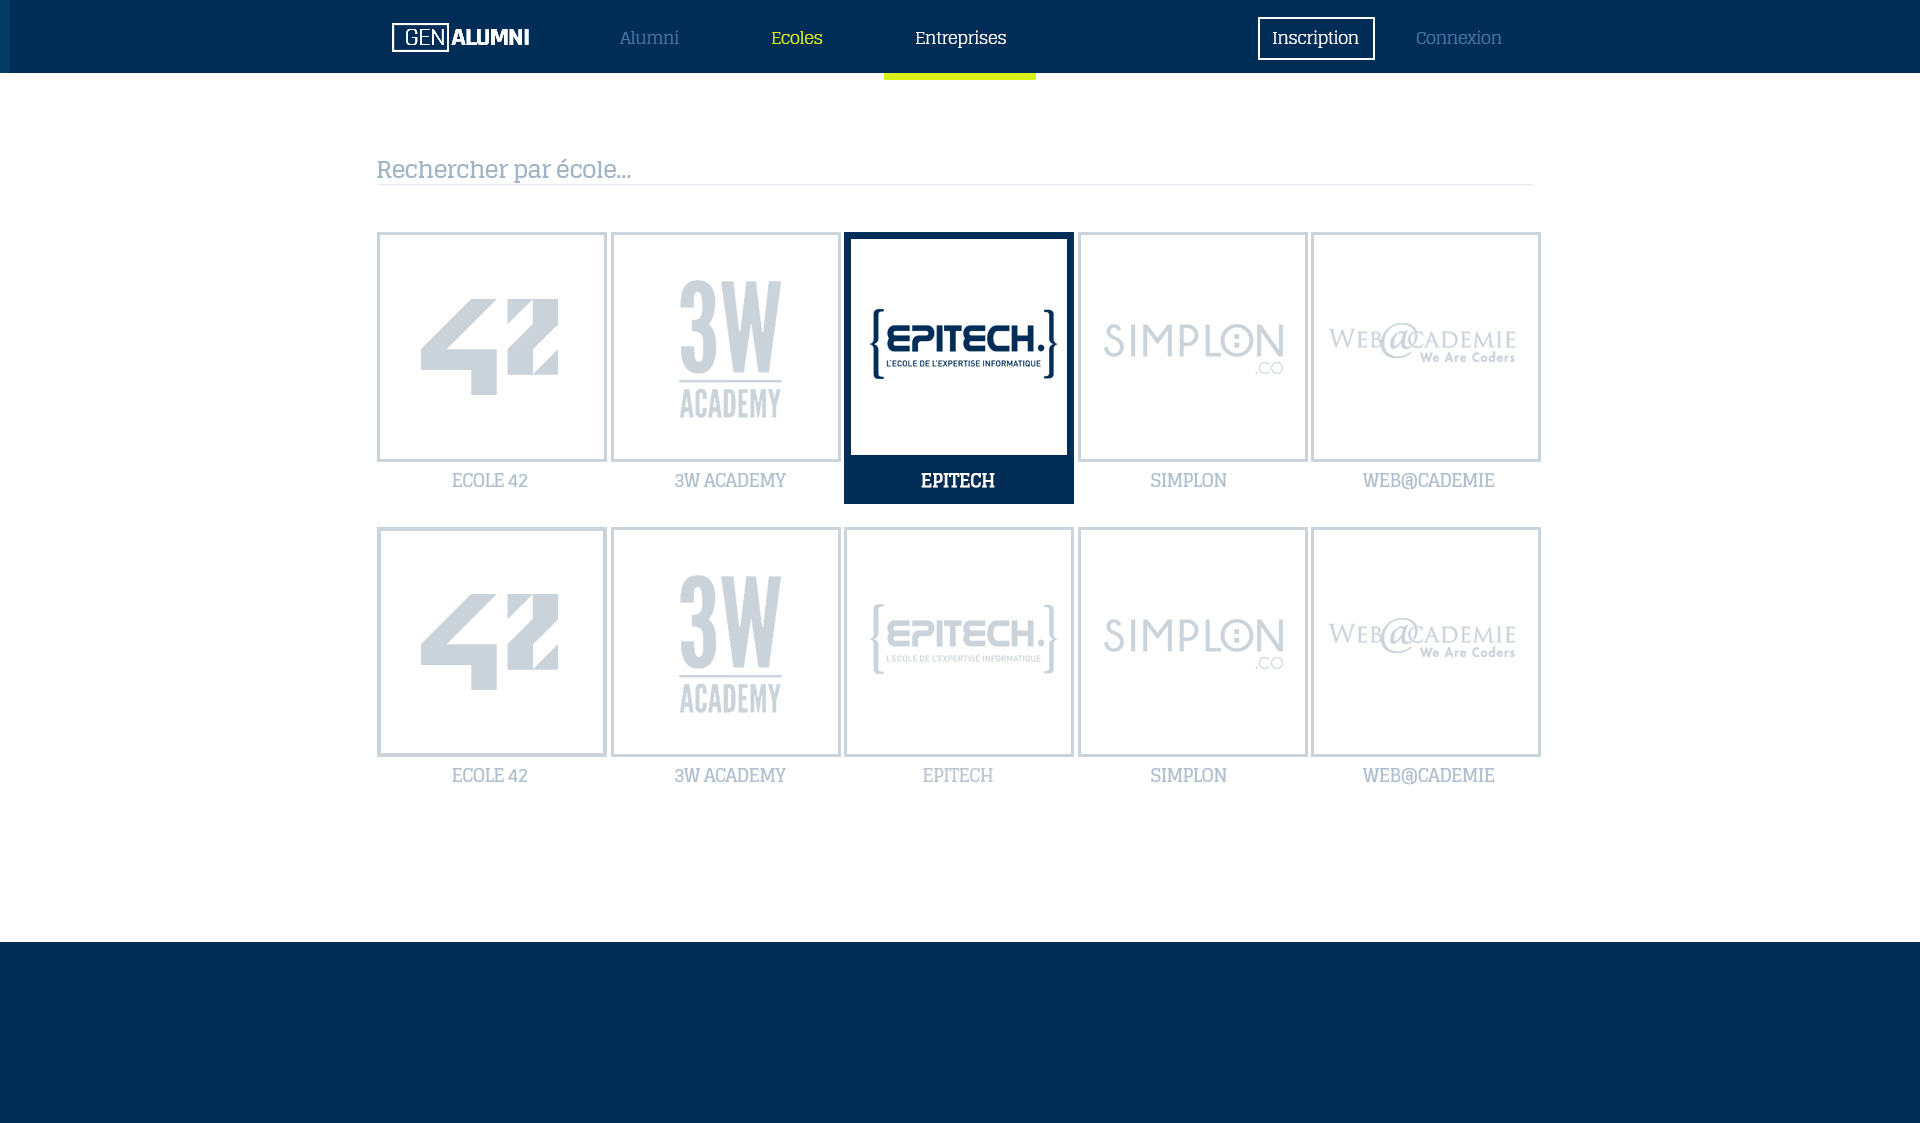 GENALUMNI Alumni Ecoles Entreprises Inscription Connexion
Rechercher par école...
42 3W ACADEMY {EPITECH.} L'ECOLE DE L'EXPERTISE INFORMATIQUE SIMPLON .CO WEB@CADEMIE We Are Coders
ECOLE 42 3W ACADEMY EPITECH SIMPLON WEB@CADEMIE
42 3W ACADEMY {EPITECH.} L'ECOLE DE L'EXPERTISE INFORMATIQUE SIMPLON .CO WEB@CADEMIE We Are Coders
ECOLE 42 3W ACADEMY EPITECH SIMPLON WEB@CADEMIE